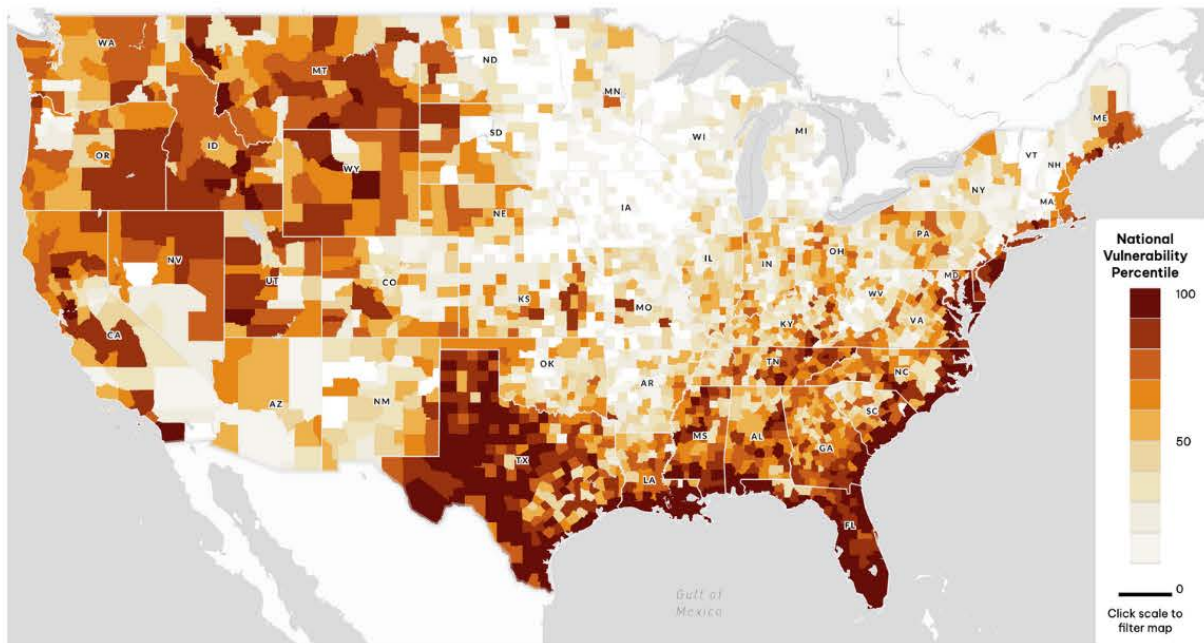 WA
MT
ND
MN
ME
OR
ID
SD
WI
MI
VT
NH
WY
NY
MA
NE
IA
PA
NV
UT
CO
IL
IN
OH
MD
CA
KS
MO
WV
VA
KY
OK
TN
NC
AZ
NM
AR
SC
MS
AL
GA
TX
LA
FL
Gulf of
Mexico
National
Vulnerability
Percentile
100
50
0
Click scale to
filter map